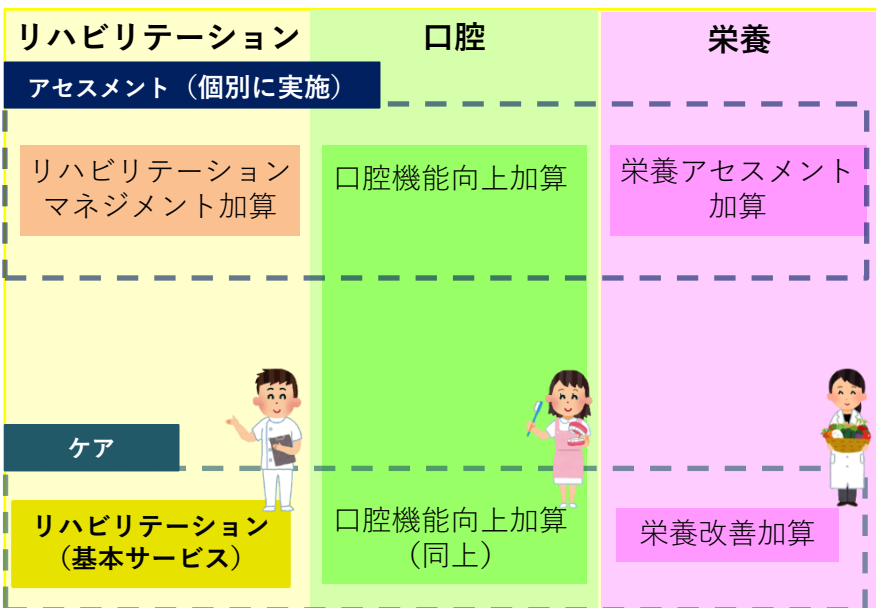 リハビリテーション
口腔
栄養
アセスメント（個別に実施）
リハビリテーション
マネジメント加算
口腔機能向上加算
栄養アセスメント
加算
ケア
リハビリテーション
（基本サービス）
口腔機能向上加算
（同上）
栄養改善加算